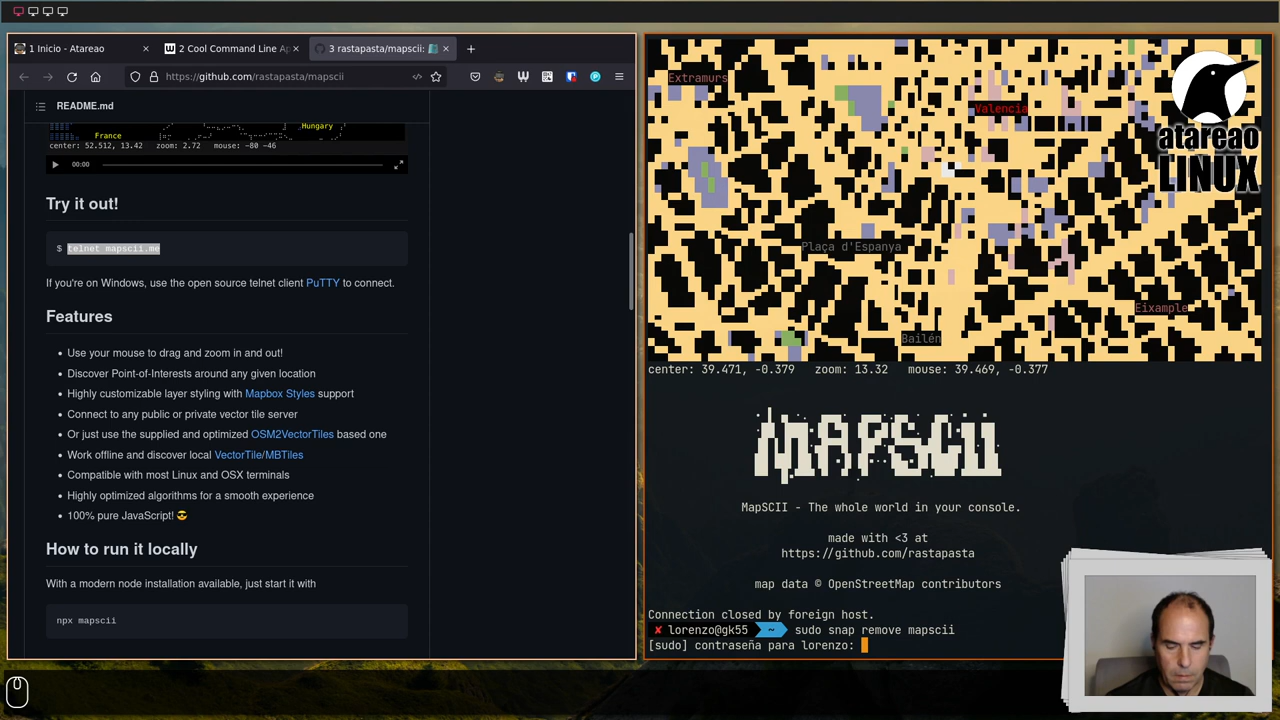 1 Inicio - Atareao
2 Cool Command Line Ap
3 rastapasta/mapscii:
https://github.com/rastapasta/mapscii
README.md
France
Hungary
center: 52.512, 13.42 zoom: 2.72 mouse: -80 -46
00:00
Try it out!
$ telnet mapscii.me
If you're on Windows, use the open source telnet client PuTTY to connect.
Features
Use your mouse to drag and zoom in and out!
Discover Point-of-Interests around any given location
Highly customizable layer styling with Mapbox Styles support
Connect to any public or private vector tile server
Or just use the supplied and optimized OSM2VectorTiles based one
Work offline and discover local VectorTile/MBTiles
Compatible with most Linux and OSX terminals
Highly optimized algorithms for a smooth experience
100% pure JavaScript! 😎
How to run it locally
With a modern node installation available, just start it with
npx mapscii
Extramurs
Valencia
Plaça d'Espanya
Eixample
Bailén
atareao
LINUX
center: 39.471, -0.379 zoom: 13.32 mouse: 39.469, -0.377
MAPSCII
MapSCII - The whole world in your console.
made with <3 at
https://github.com/rastapasta
map data © OpenStreetMap contributors
Connection closed by foreign host.
✘ lorenzo@gk55 ~ sudo snap remove mapscii
[sudo] contraseña para lorenzo: